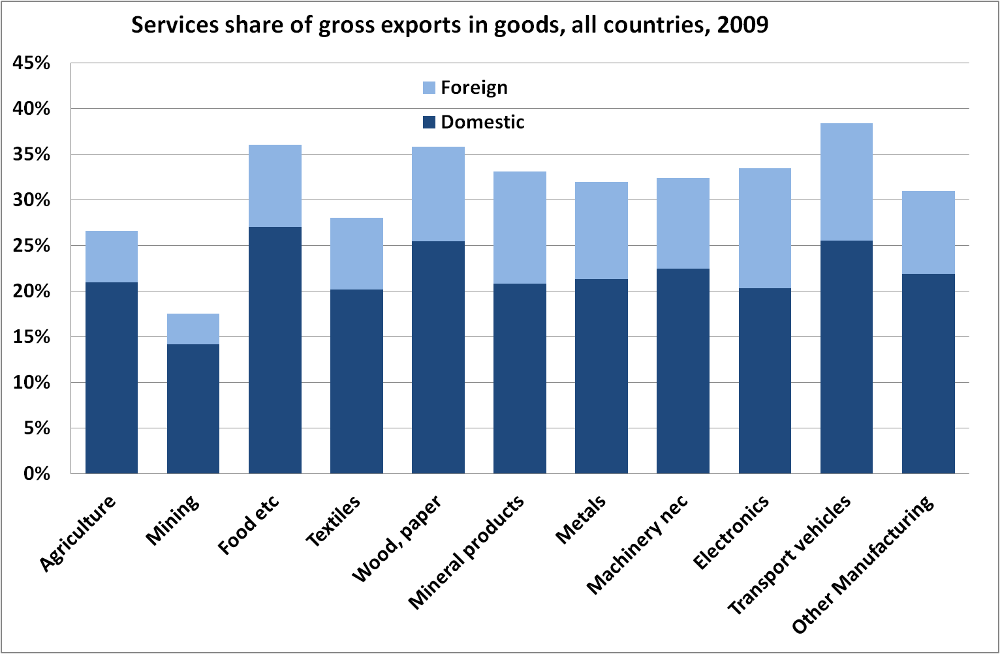 Services share of gross exports in goods, all countries, 2009
45%
40%
35%
30%
25%
20%
15%
10%
5%
0%
Foreign
Domestic
Agriculture
Mining
Food etc
Textiles
Wood, paper
Mineral products
Metals
Machinery nec
Electronics
Transport vehicles
Other Manufacturing